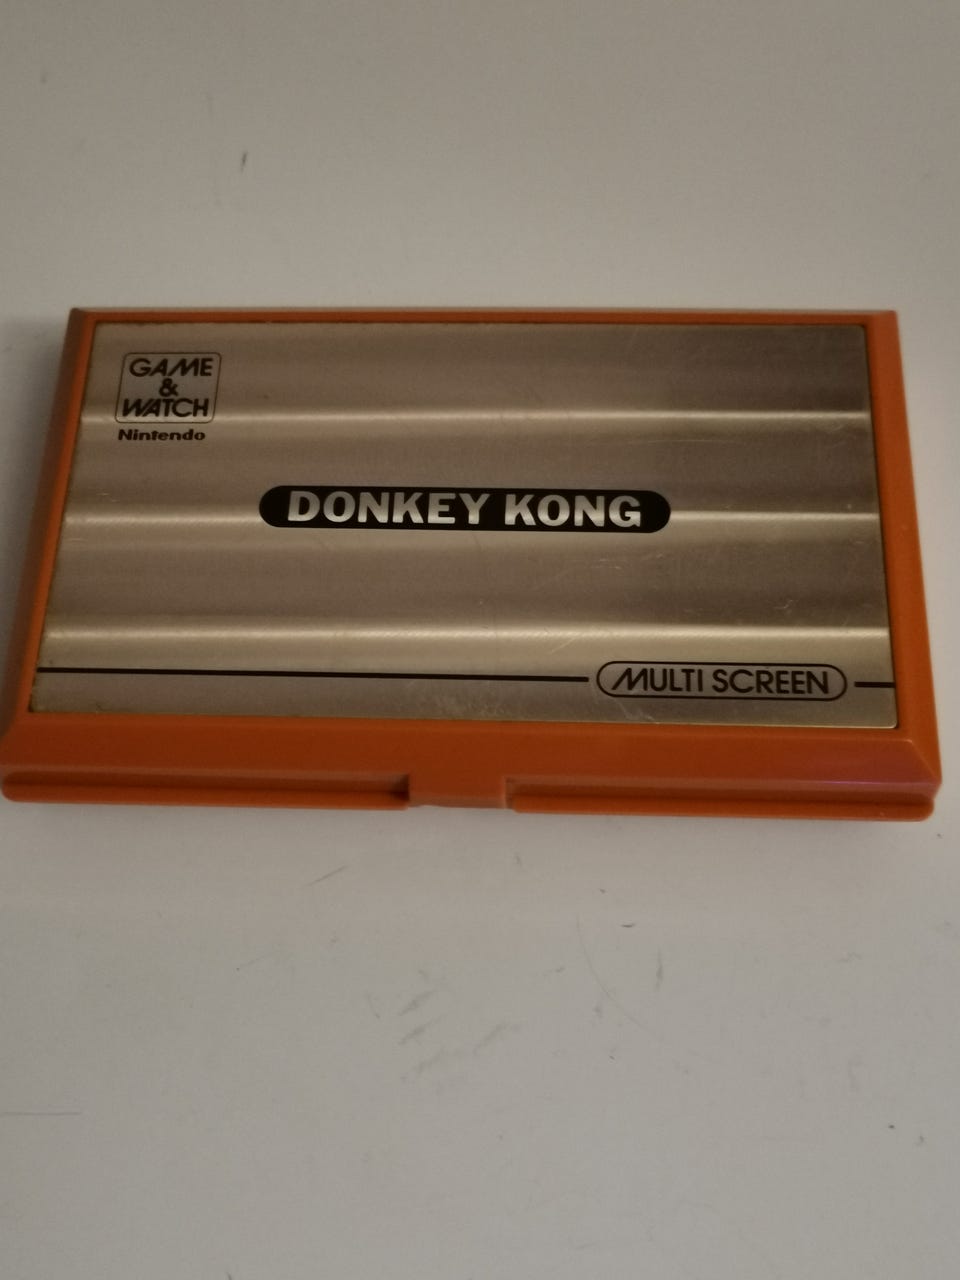 GAME
&
WATCH
Nintendo
DONKEY KONG
MULTI SCREEN